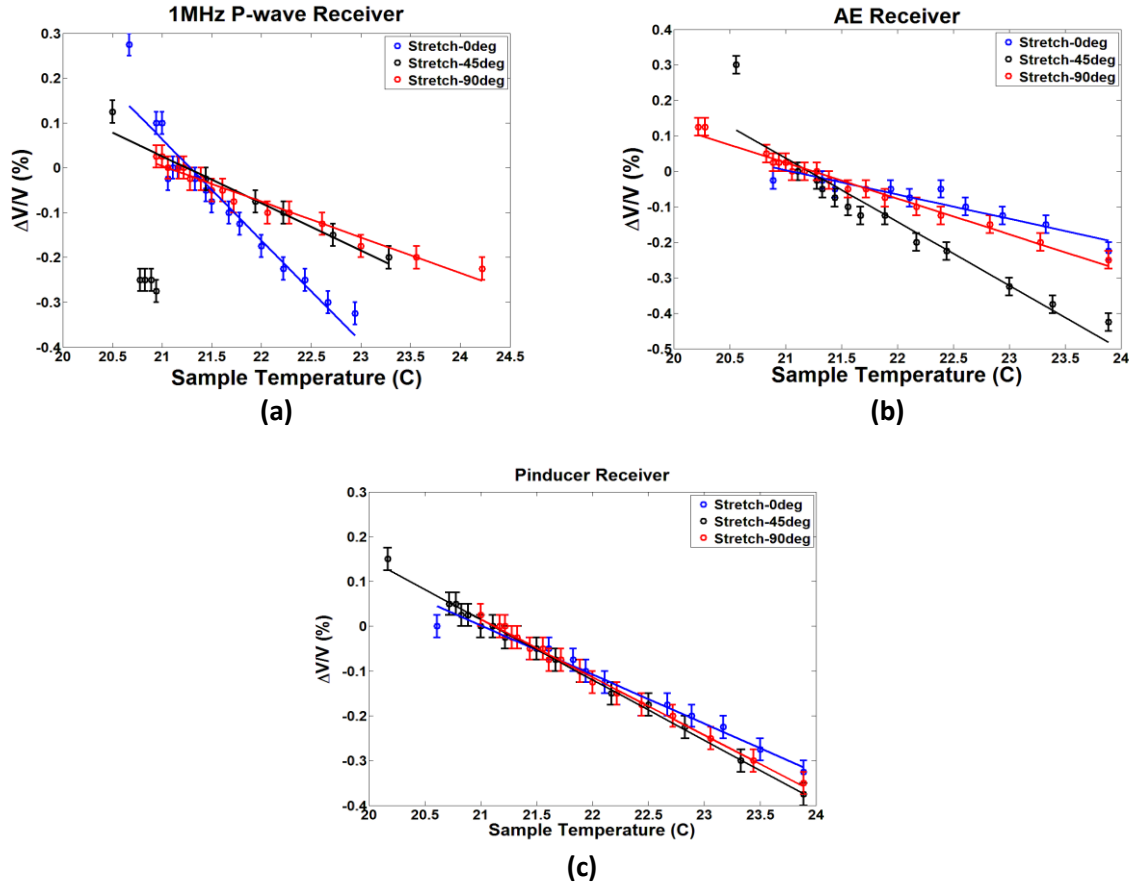 1MHz P-wave Receiver
Stretch-0deg
Stretch-45deg
Stretch-90deg
ΔV/V (%)
0.3
0.2
0.1
0
-0.1
-0.2
-0.3
-0.4
20 20.5 21 21.5 22 22.5 23 23.5 24 24.5
Sample Temperature (C)
(a)
AE Receiver
Stretch-0deg
Stretch-45deg
Stretch-90deg
ΔV/V (%)
0.4
0.3
0.2
0.1
0
-0.1
-0.2
-0.3
-0.4
-0.5
20 20.5 21 21.5 22 22.5 23 23.5 24
Sample Temperature (C)
(b)
Pinducer Receiver
Stretch-0deg
Stretch-45deg
Stretch-90deg
ΔV/V (%)
0.3
0.2
0.1
0
-0.1
-0.2
-0.3
-0.4
20 20.5 21 21.5 22 22.5 23 23.5 24
Sample Temperature (C)
(c)